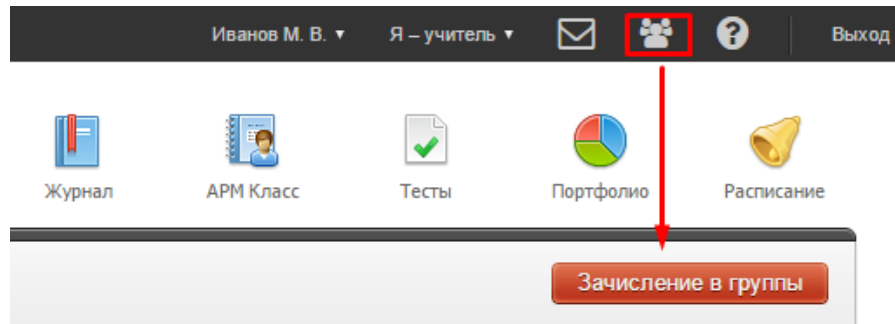 Иванов М. В. ▾ Я – учитель ▾ ? Выход
Журнал АРМ Класс Тесты Портфолио Расписание
Зачисление в группы